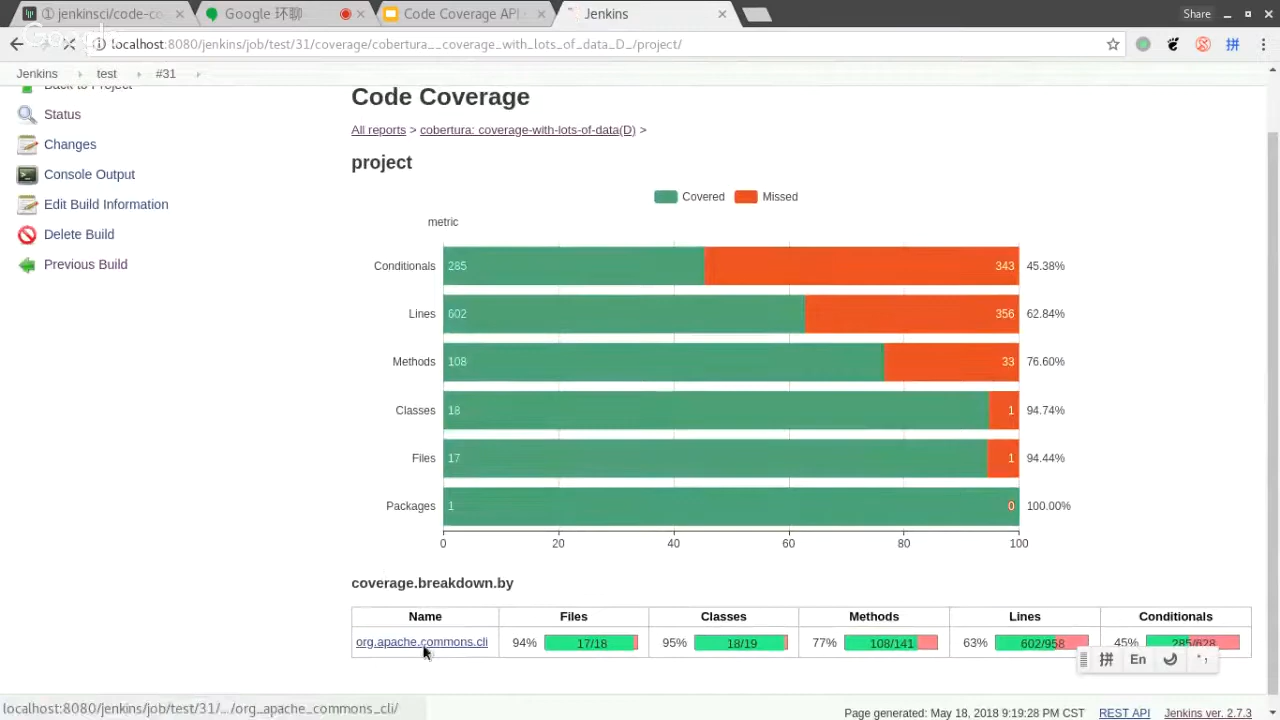 ① jenkins-co
Google 环聊
Coverage API
Jenkins
Share
localhost:8080/jenkins/job/test/31/coverage/cobertura__coverage_with_lots_of_data_D_/project/
Jenkins test #31
Back to Project
Status
Changes
Console Output
Edit Build Information
Delete Build
Previous Build
Code Coverage
All reports > cobertura: coverage-with-lots-of-data(D) >
project
Covered Missed
metric
Conditionals 285 343 45.38%
Lines 602 356 62.84%
Methods 108 33 76.60%
Classes 18 1 94.74%
Files 17 1 94.44%
Packages 1 0 100.00%
0 20 40 60 80 100
coverage.breakdown.by
Name Files Classes Methods Lines Conditionals
org.apache.commons.cli 94% 17/18 95% 18/19 77% 108/141 63% 602/958 45% 285/628
拼 En
localhost:8080/jenkins/job/test/31/.../org_apache_commons_cli/
Page generated: May 18, 2018 9:19:28 PM CST REST API Jenkins ver. 2.7.3